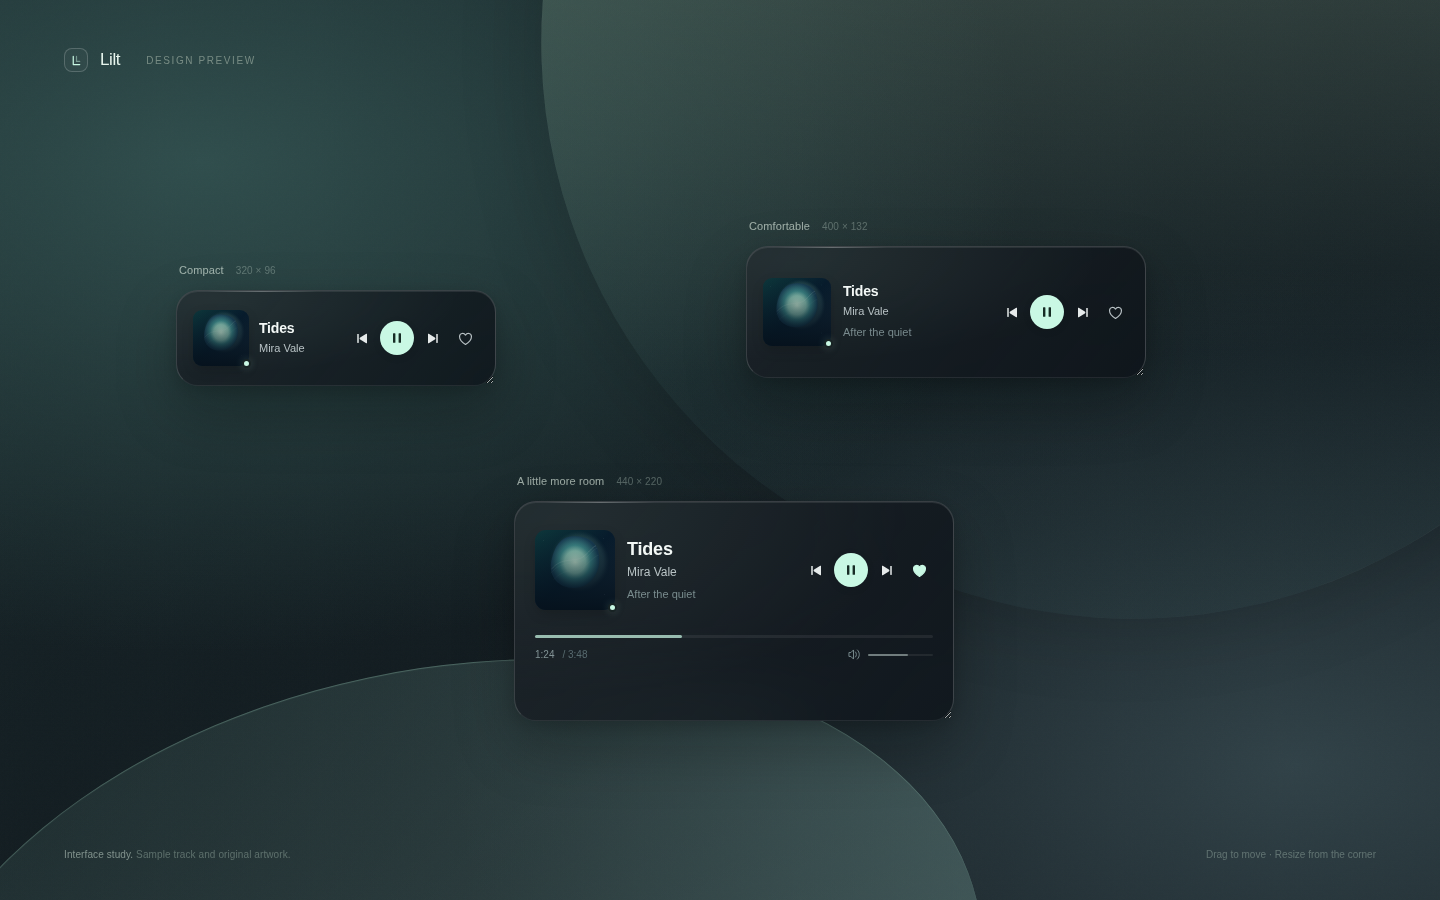 Lilt DESIGN PREVIEW
Comfortable 400 × 132
Tides
Mira Vale
After the quiet
Compact 320 × 96
Tides
Mira Vale
A little more room 440 × 220
Tides
Mira Vale
After the quiet
1:24 / 3:48
Interface study. Sample track and original artwork.
Drag to move · Resize from the corner